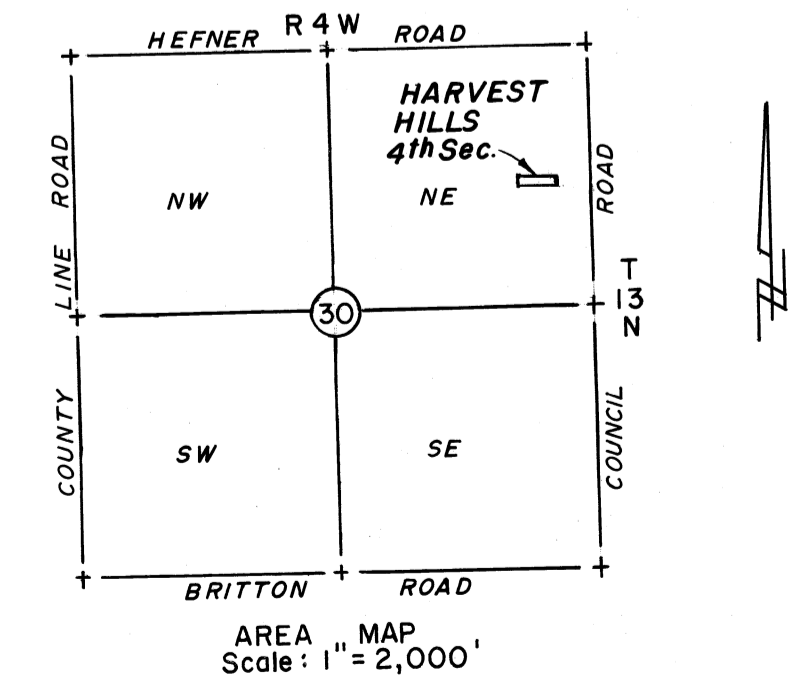 R 4 W
HEFNER ROAD
HARVEST
HILLS
4th Sec.
LINE ROAD
ROAD
NW
NE
T
13
N
30
COUNTY
COUNCIL
SW
SE
BRITTON ROAD
AREA MAP
Scale: 1" = 2,000'